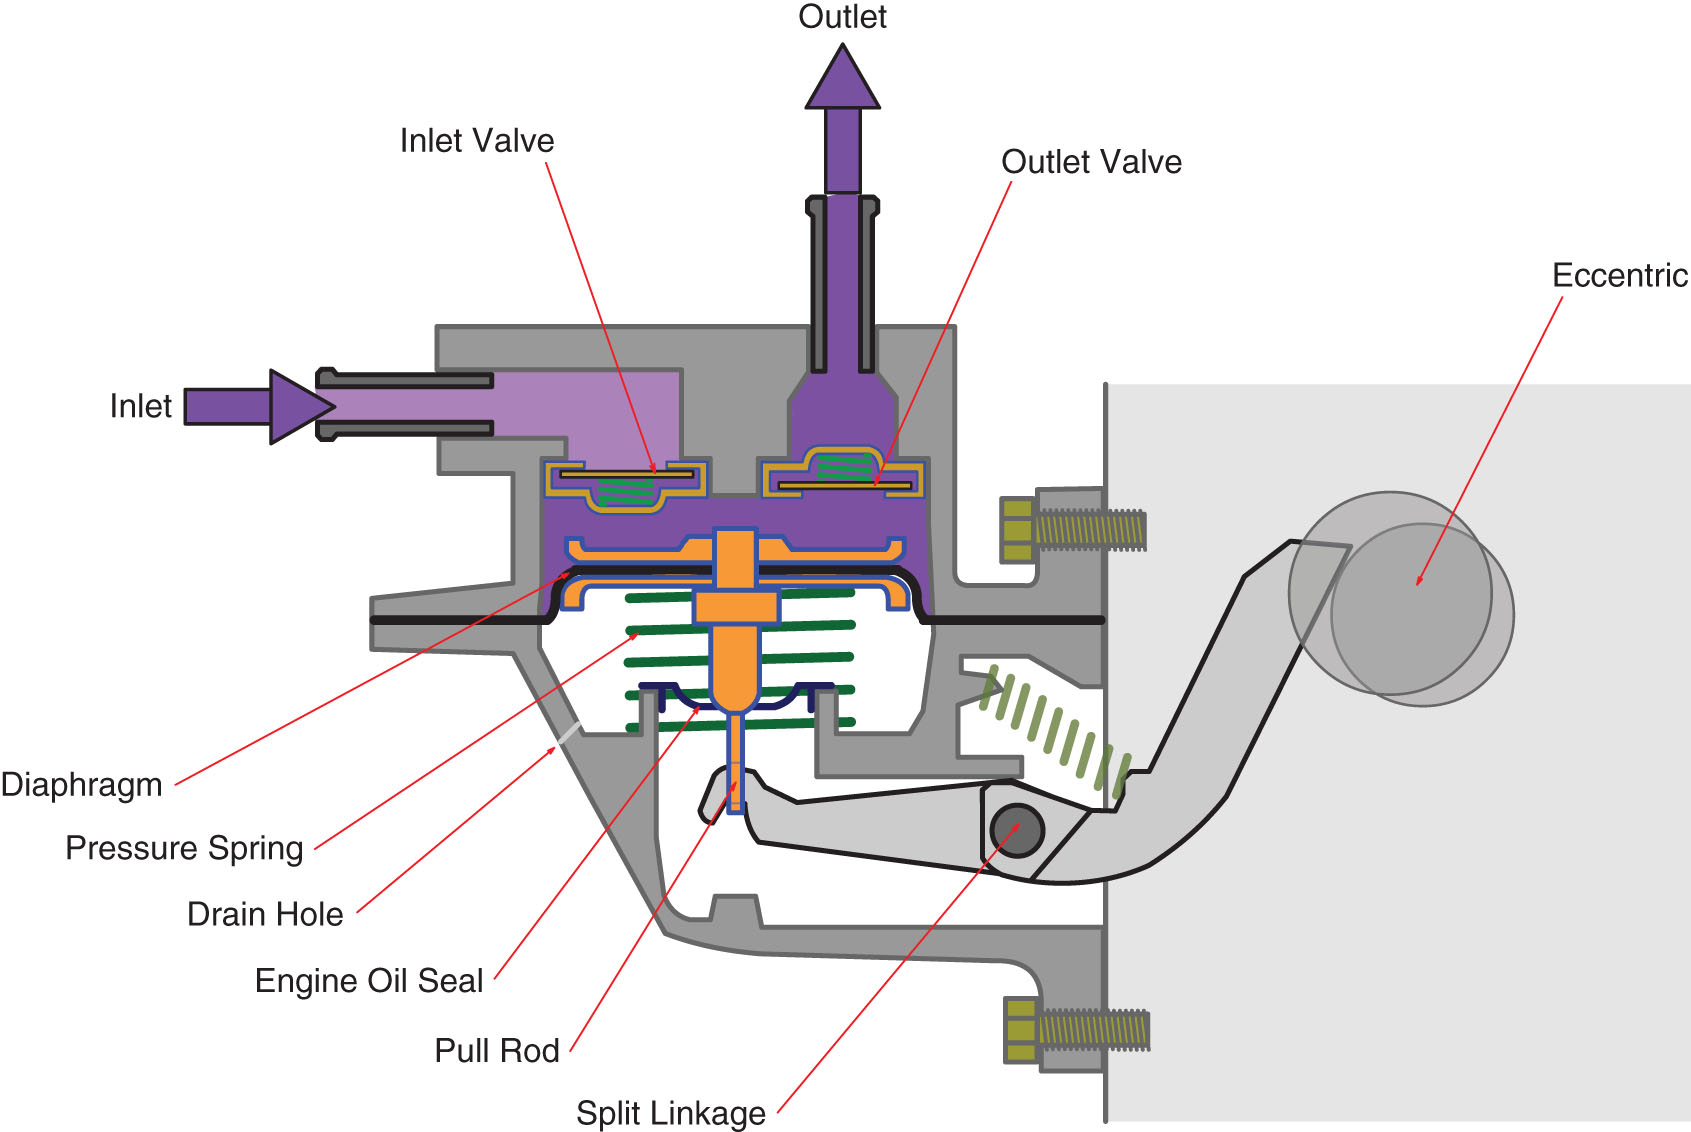 Outlet
Inlet Valve
Outlet Valve
Eccentric
Inlet
Diaphragm
Pressure Spring
Drain Hole
Engine Oil Seal
Pull Rod
Split Linkage